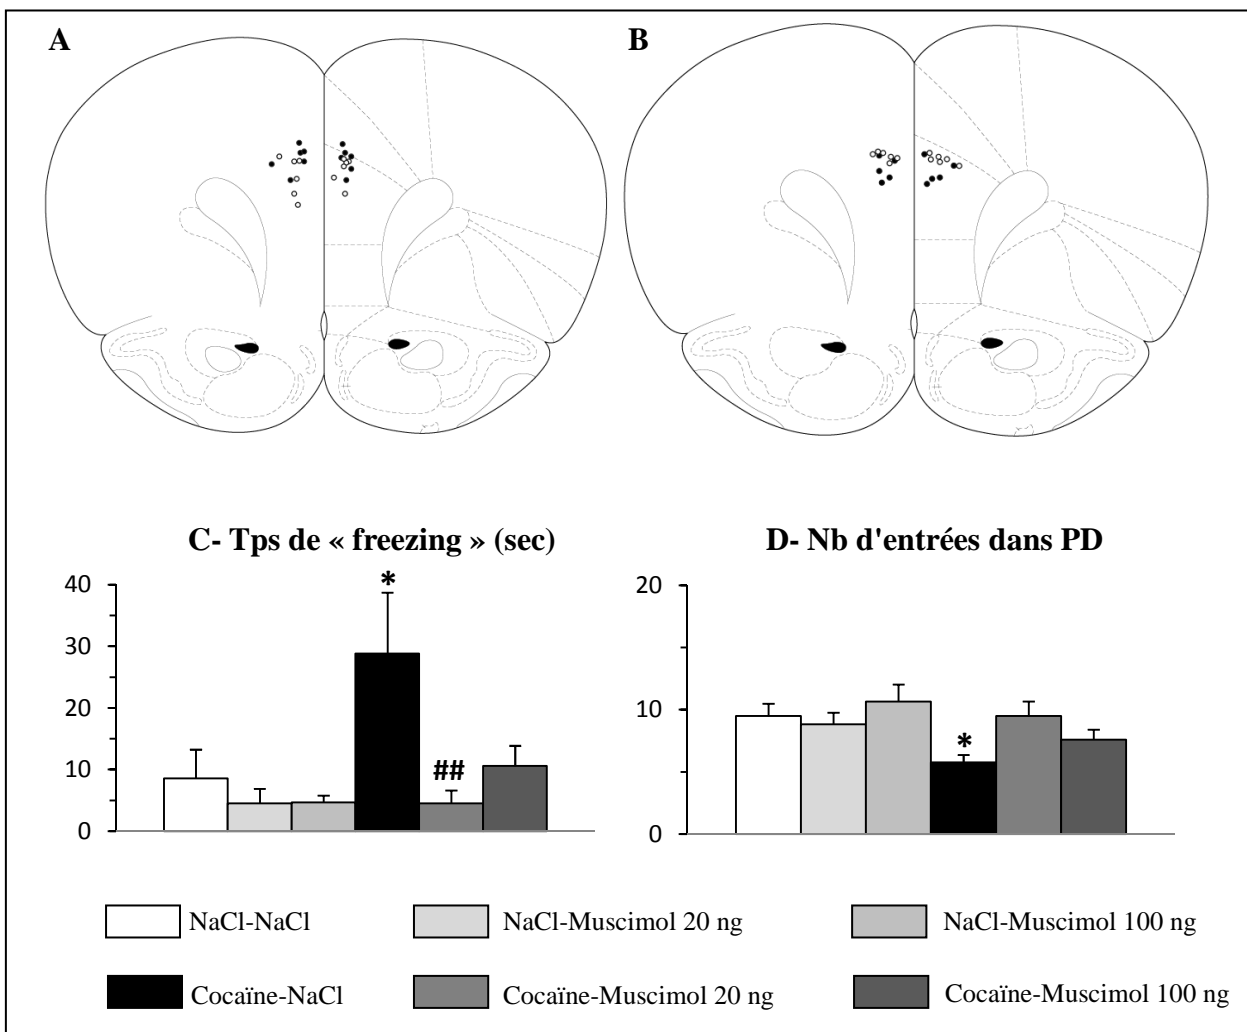 A
B
C- Tps de « freezing » (sec)
D- Nb d'entrées dans PD
40
30
20
10
0
*
##
20
10
0
*
NaCl-NaCl
NaCl-Muscimol 20 ng
NaCl-Muscimol 100 ng
Cocaïne-NaCl
Cocaïne-Muscimol 20 ng
Cocaïne-Muscimol 100 ng